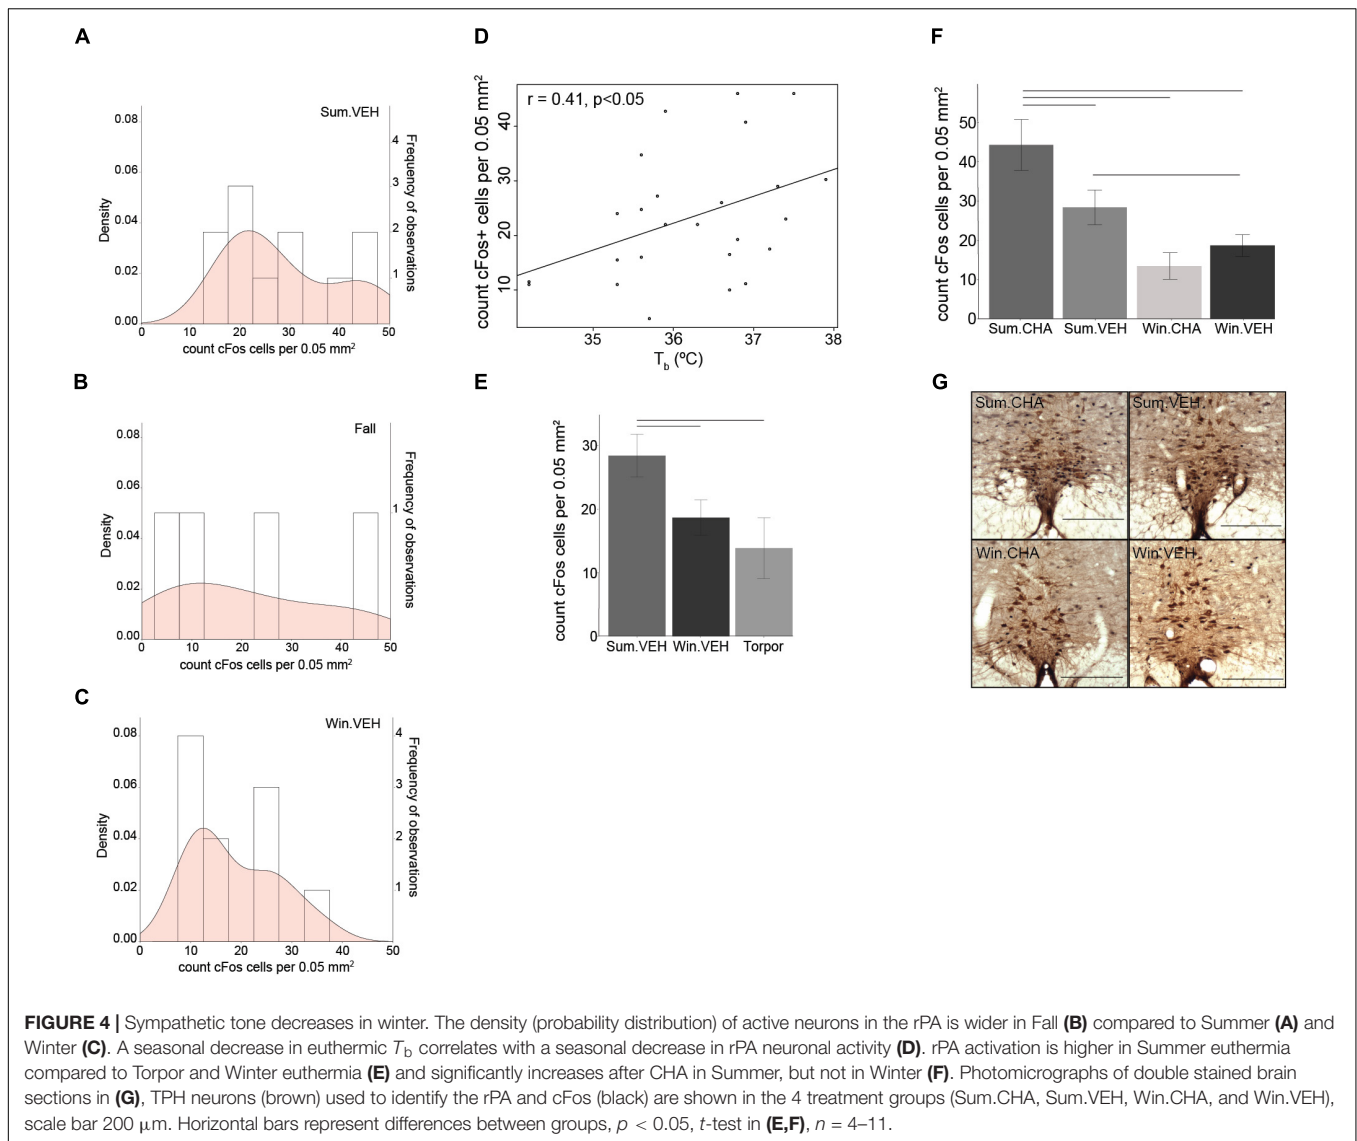 A
Sum.VEH
0.08
0.06
0.04
0.02
0.00
Density
4
3
2
1
Frequency of observations
0 10 20 30 40 50
count cFos cells per 0.05 mm²
B
Fall
0.08
0.06
0.04
0.02
0.00
Density
1
Frequency of observations
0 10 20 30 40 50
count cFos cells per 0.05 mm²
C
Win.VEH
0.08
0.06
0.04
0.02
0.00
Density
4
3
2
1
Frequency of observations
0 10 20 30 40 50
count cFos cells per 0.05 mm²
D
r = 0.41, p<0.05
count cFos+ cells per 0.05 mm²
40
30
20
10
35 36 37 38
Tb (ºC)
E
count cFos cells per 0.05 mm²
30
20
10
0
Sum.VEH Win.VEH Torpor
F
count cFos cells per 0.05 mm²
50
40
30
20
10
0
Sum.CHA Sum.VEH Win.CHA Win.VEH
G
Sum.CHA Sum.VEH
Win.CHA Win.VEH
FIGURE 4 | Sympathetic tone decreases in winter. The density (probability distribution) of active neurons in the rPA is wider in Fall (B) compared to Summer (A) and
Winter (C). A seasonal decrease in euthermic Tb correlates with a seasonal decrease in rPA neuronal activity (D). rPA activation is higher in Summer euthermia
compared to Torpor and Winter euthermia (E) and significantly increases after CHA in Summer, but not in Winter (F). Photomicrographs of double stained brain
sections in (G), TPH neurons (brown) used to identify the rPA and cFos (black) are shown in the 4 treatment groups (Sum.CHA, Sum.VEH, Win.CHA, and Win.VEH),
scale bar 200 μm. Horizontal bars represent differences between groups, p < 0.05, t-test in (E,F), n = 4–11.